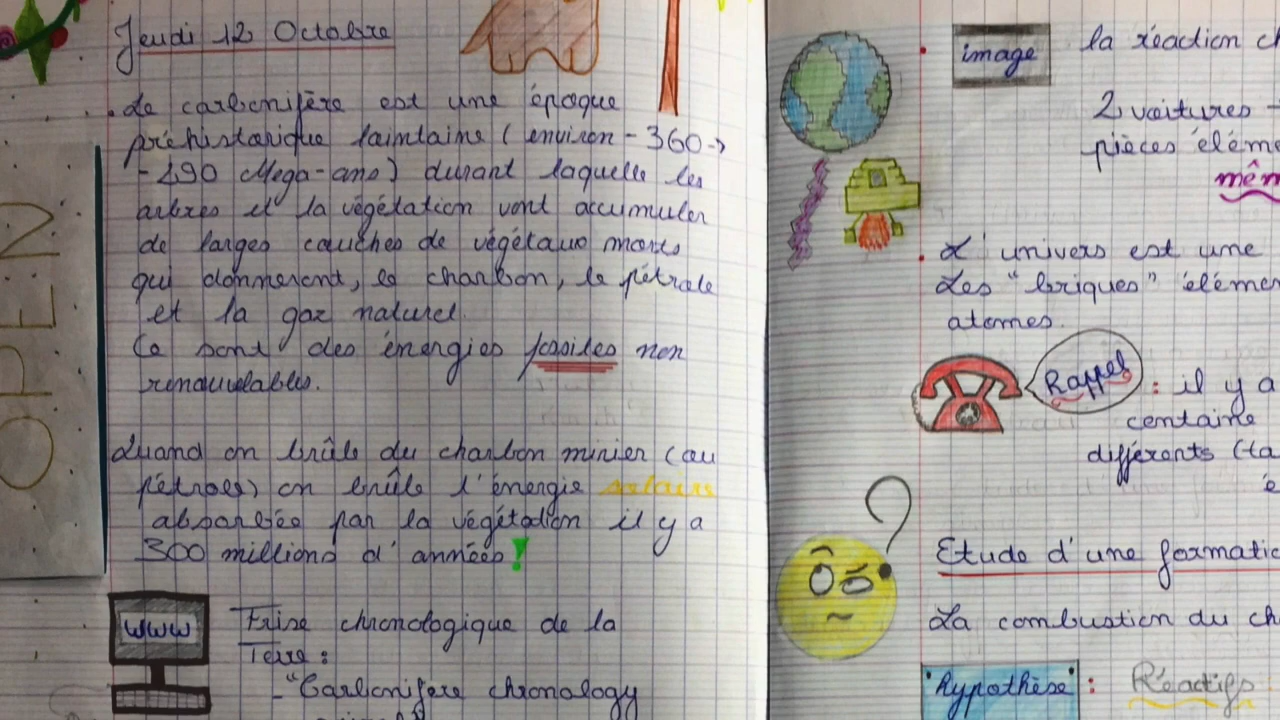 OPEN
Jeudi 12 Octobre
. Le carbonifère est une époque
préhistorique lointaine (environ - 360 →
- 290 Mega-ans) durant laquelle les
arbres et la végétation vont accumuler
de larges couches de végétaux morts
qui donneront, le charbon, le pétrole
et la gaz naturel.
Ce sont des énergies fossiles non
renouvelables.
Quand on brûle du charbon minier (ou
pétrole) on brûle l'énergie solaire
absorbée par la végétation il y a
300 millions d'années!
www
Frise chronologique de la
Terre :
- "Carbonifere chronology
• image la réaction ch
2 voitures -
pièces éléme
mêm
. L'univers est une
Les "briques" élémen
atomes.
Rappel : il y a
centaine
différents (ta
é
?
Etude d'une formatio
La combustion du ch
Hypothèse : Réactifs